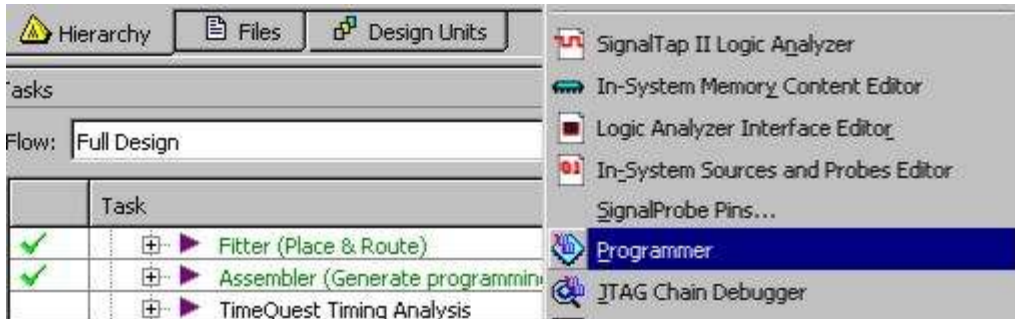 Hierarchy Files Design Units
Tasks
Flow: Full Design
Task
Fitter (Place & Route)
Assembler (Generate programmin
TimeQuest Timing Analysis
SignalTap II Logic Analyzer
In-System Memory Content Editor
Logic Analyzer Interface Editor
In-System Sources and Probes Editor
SignalProbe Pins...
Programmer
JTAG Chain Debugger